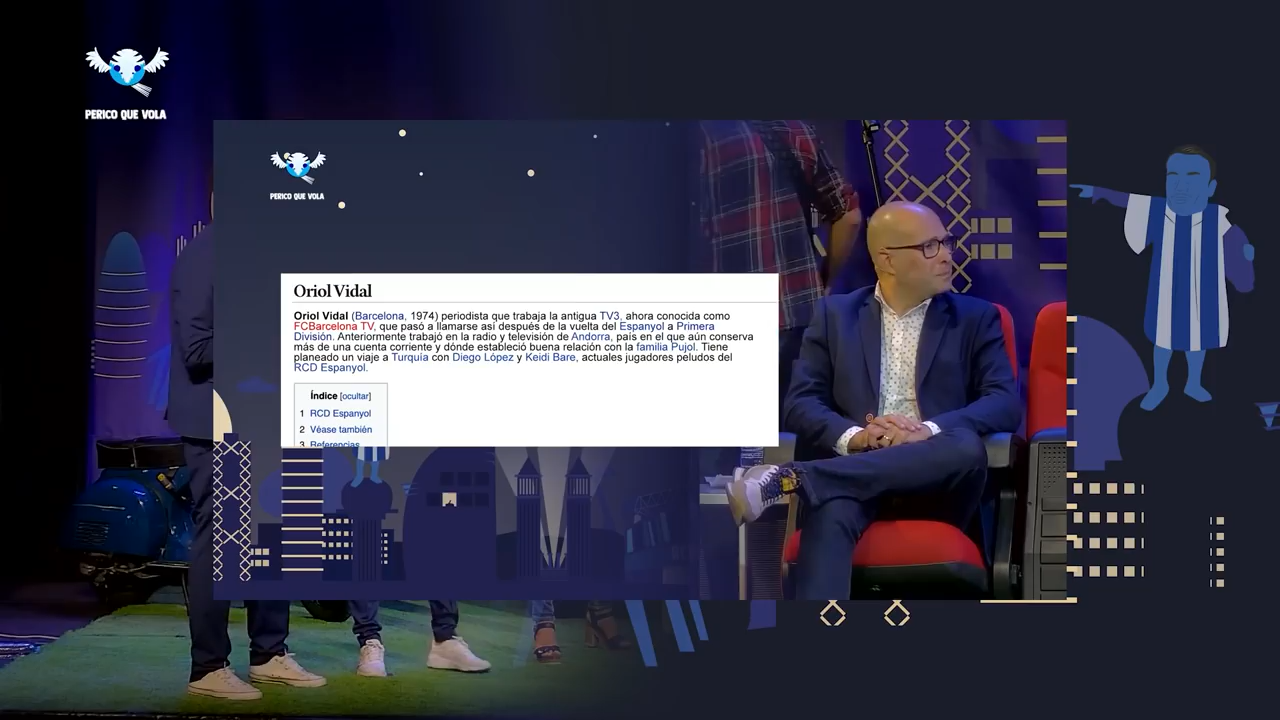 PERICO QUE VOLA
PERICO QUE VOLA
Oriol Vidal
Oriol Vidal (Barcelona, 1974) periodista que trabaja la antigua TV3, ahora conocida como
FCBarcelona TV, que pasó a llamarse así después de la vuelta del Espanyol a Primera
División. Anteriormente trabajó en la radio y televisión de Andorra, país en el que aún conserva
más de una cuenta corriente y dónde estableció buena relación con la familia Pujol. Tiene
planeado un viaje a Turquía con Diego López y Keidi Bare, actuales jugadores peludos del
RCD Espanyol.
Índice [ocultar]
1 RCD Espanyol
2 Véase también
3 Referencias